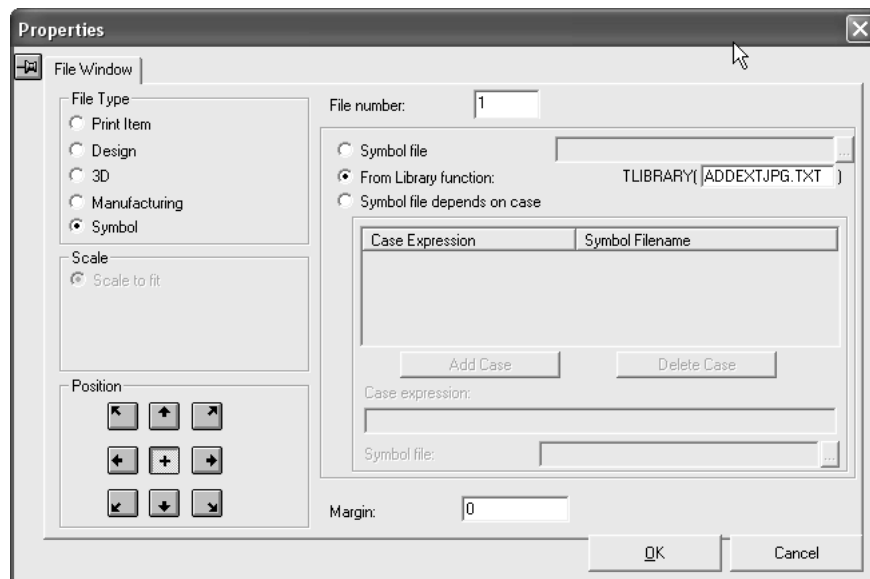 Properties
File Window
File Type
Print Item
Design
3D
Manufacturing
Symbol
Scale
Scale to fit
Position
File number: 1
Symbol file ...
From Library function: TLIBRARY( ADDEXTJPG.TXT )
Symbol file depends on case
Case Expression Symbol Filename
Add Case Delete Case
Case expression:
Symbol file: ...
Margin: 0
OK Cancel